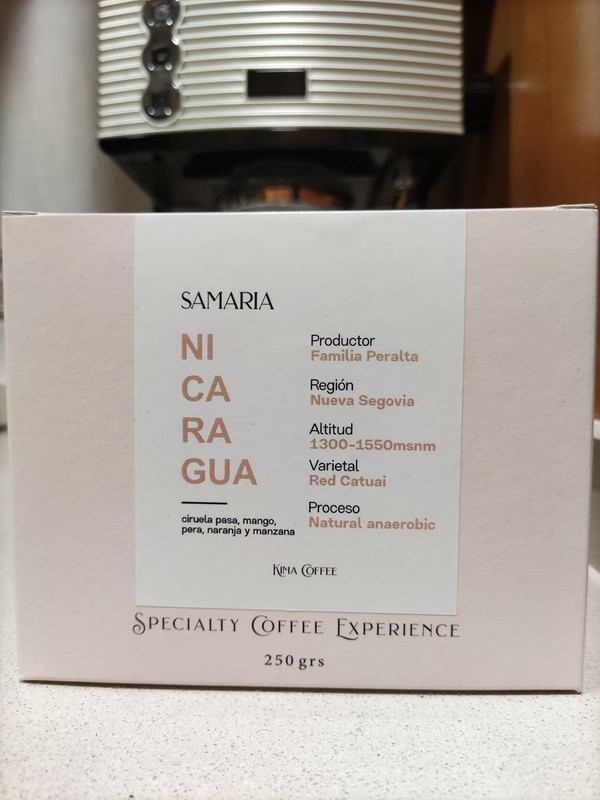 SAMARIA
NI
CA
RA
GUA
ciruela pasa, mango,
pera, naranja y manzana
Productor
Familia Peralta
Región
Nueva Segovia
Altitud
1300-1550msnm
Varietal
Red Catuai
Proceso
Natural anaerobic
KIMA COFFEE
SPECIALTY COFFEE EXPERIENCE
250 grs